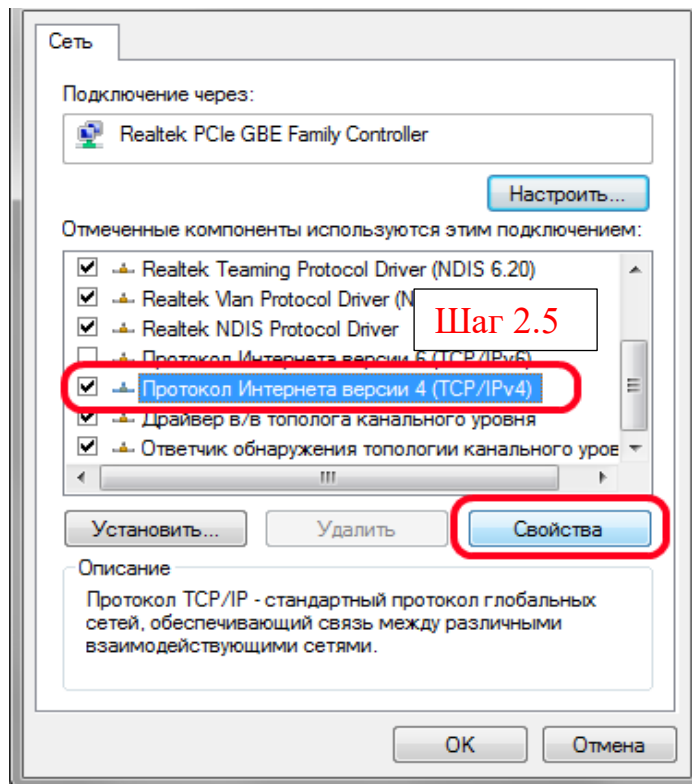 Сеть
Подключение через:
Realtek PCIe GBE Family Controller
Настроить...
Отмеченные компоненты используются этим подключением:
Realtek Teaming Protocol Driver (NDIS 6.20)
Realtek Vlan Protocol Driver (N
Шаг 2.5
Realtek NDIS Protocol Driver
Протокол Интернета версии 6 (TCP/IPv6)
Протокол Интернета версии 4 (TCP/IPv4)
Драйвер в/в тополога канального уровня
Ответчик обнаружения топологии канального уров
Установить...
Удалить
Свойства
Описание
Протокол TCP/IP - стандартный протокол глобальных
сетей, обеспечивающий связь между различными
взаимодействующими сетями.
OK
Отмена